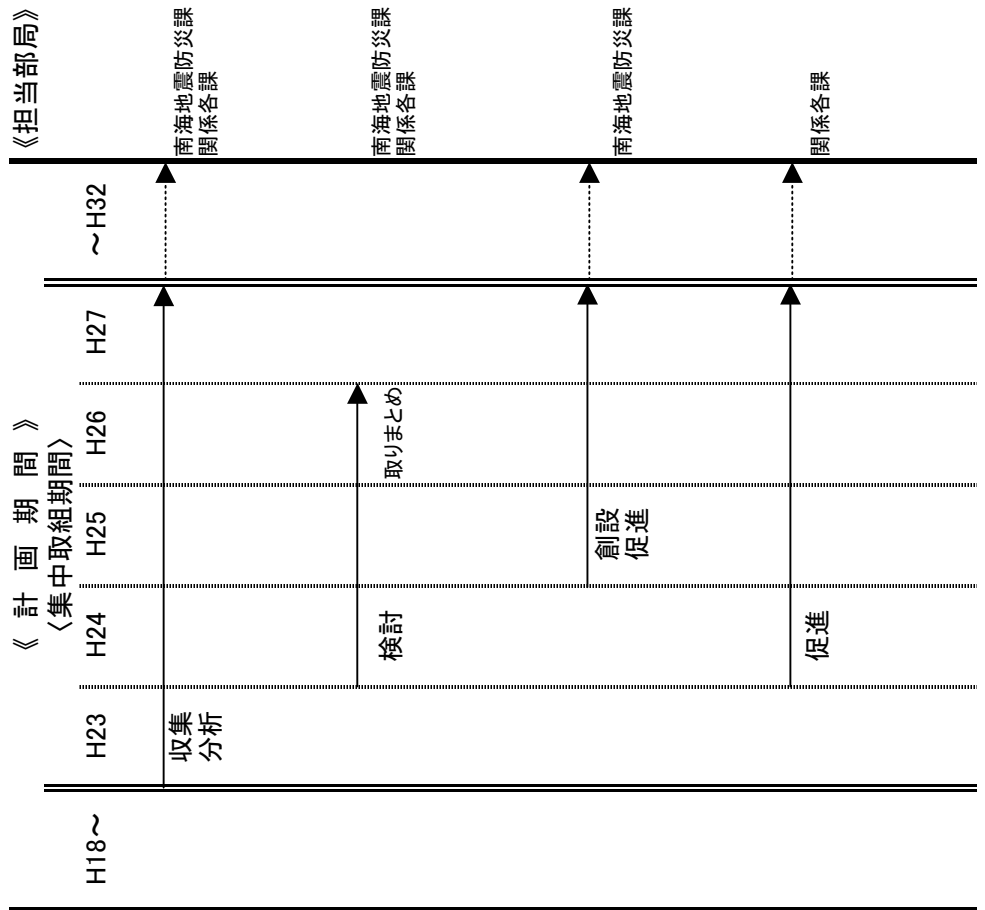 《 計 画 期 間 》
《担当部局》
〈集中取組期間〉
H18～
H23
H24
H25
H26
H27
～H32
収集
分析
南海地震防災課
関係各課
検討
取りまとめ
南海地震防災課
関係各課
創設
促進
南海地震防災課
促進
関係各課